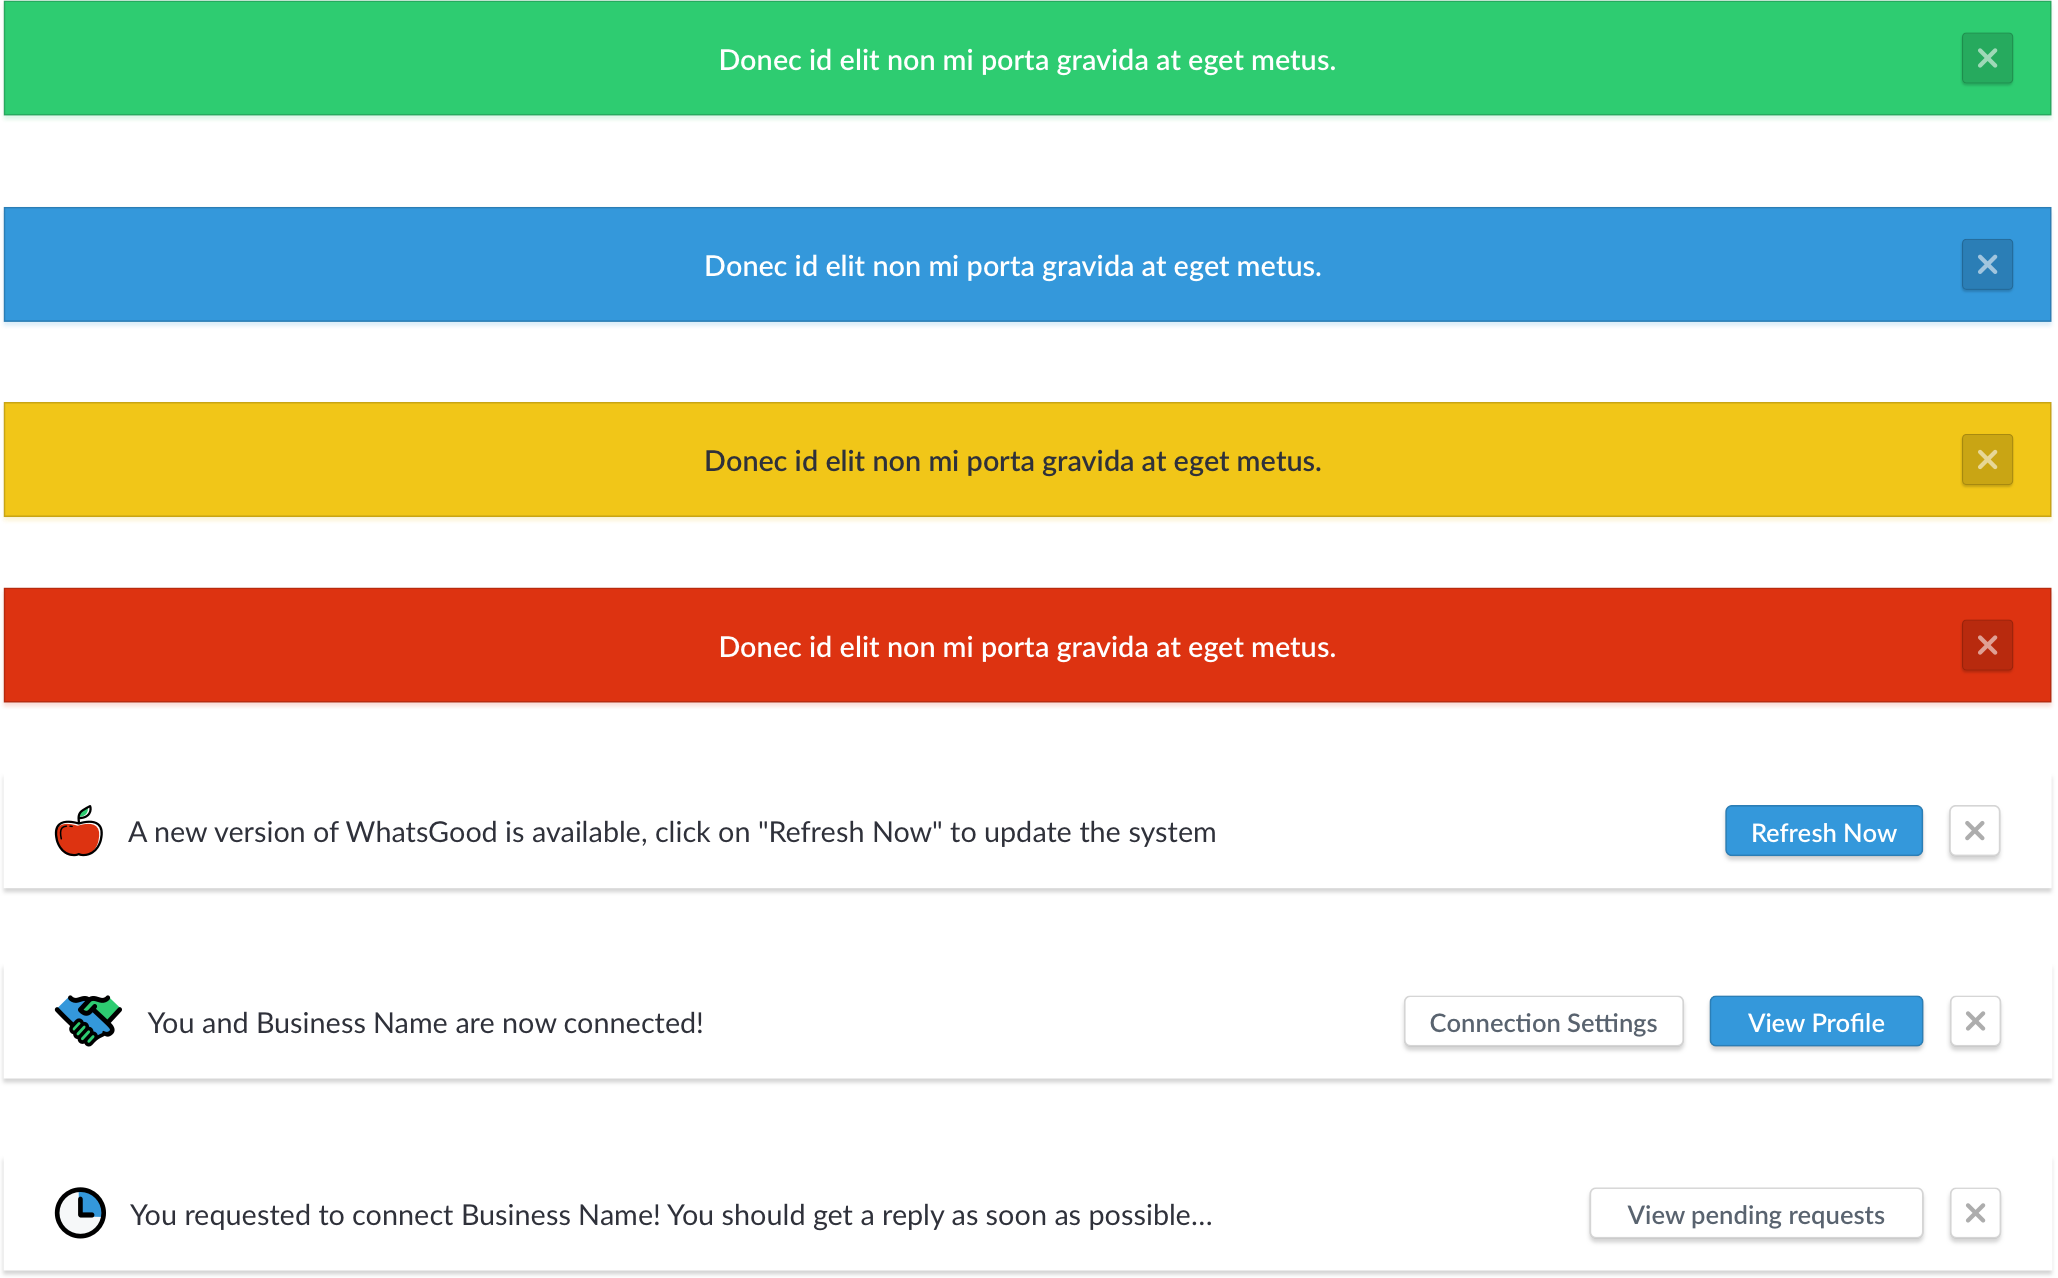 Donec id elit non mi porta gravida at eget metus.
Donec id elit non mi porta gravida at eget metus.
Donec id elit non mi porta gravida at eget metus.
Donec id elit non mi porta gravida at eget metus.
A new version of WhatsGood is available, click on "Refresh Now" to update the system
Refresh Now
You and Business Name are now connected!
Connection Settings
View Profile
You requested to connect Business Name! You should get a reply as soon as possible...
View pending requests